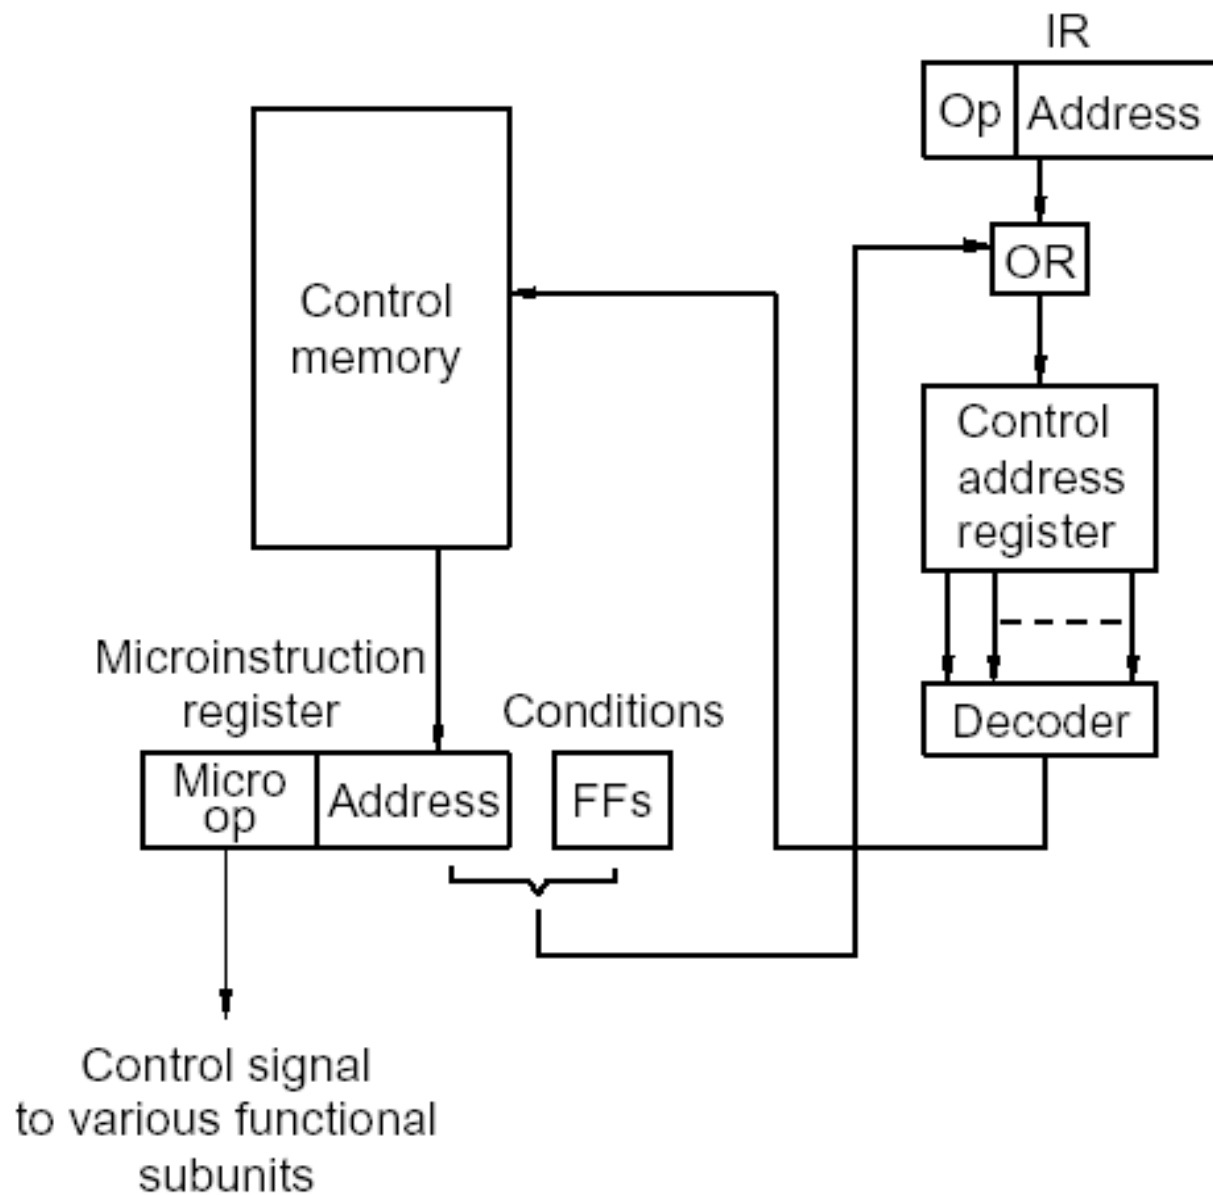 IR
Op Address
OR
Control
memory
Control
address
register
Microinstruction
register
Conditions
Decoder
Micro
op
Address
FFs
Control signal
to various functional
subunits